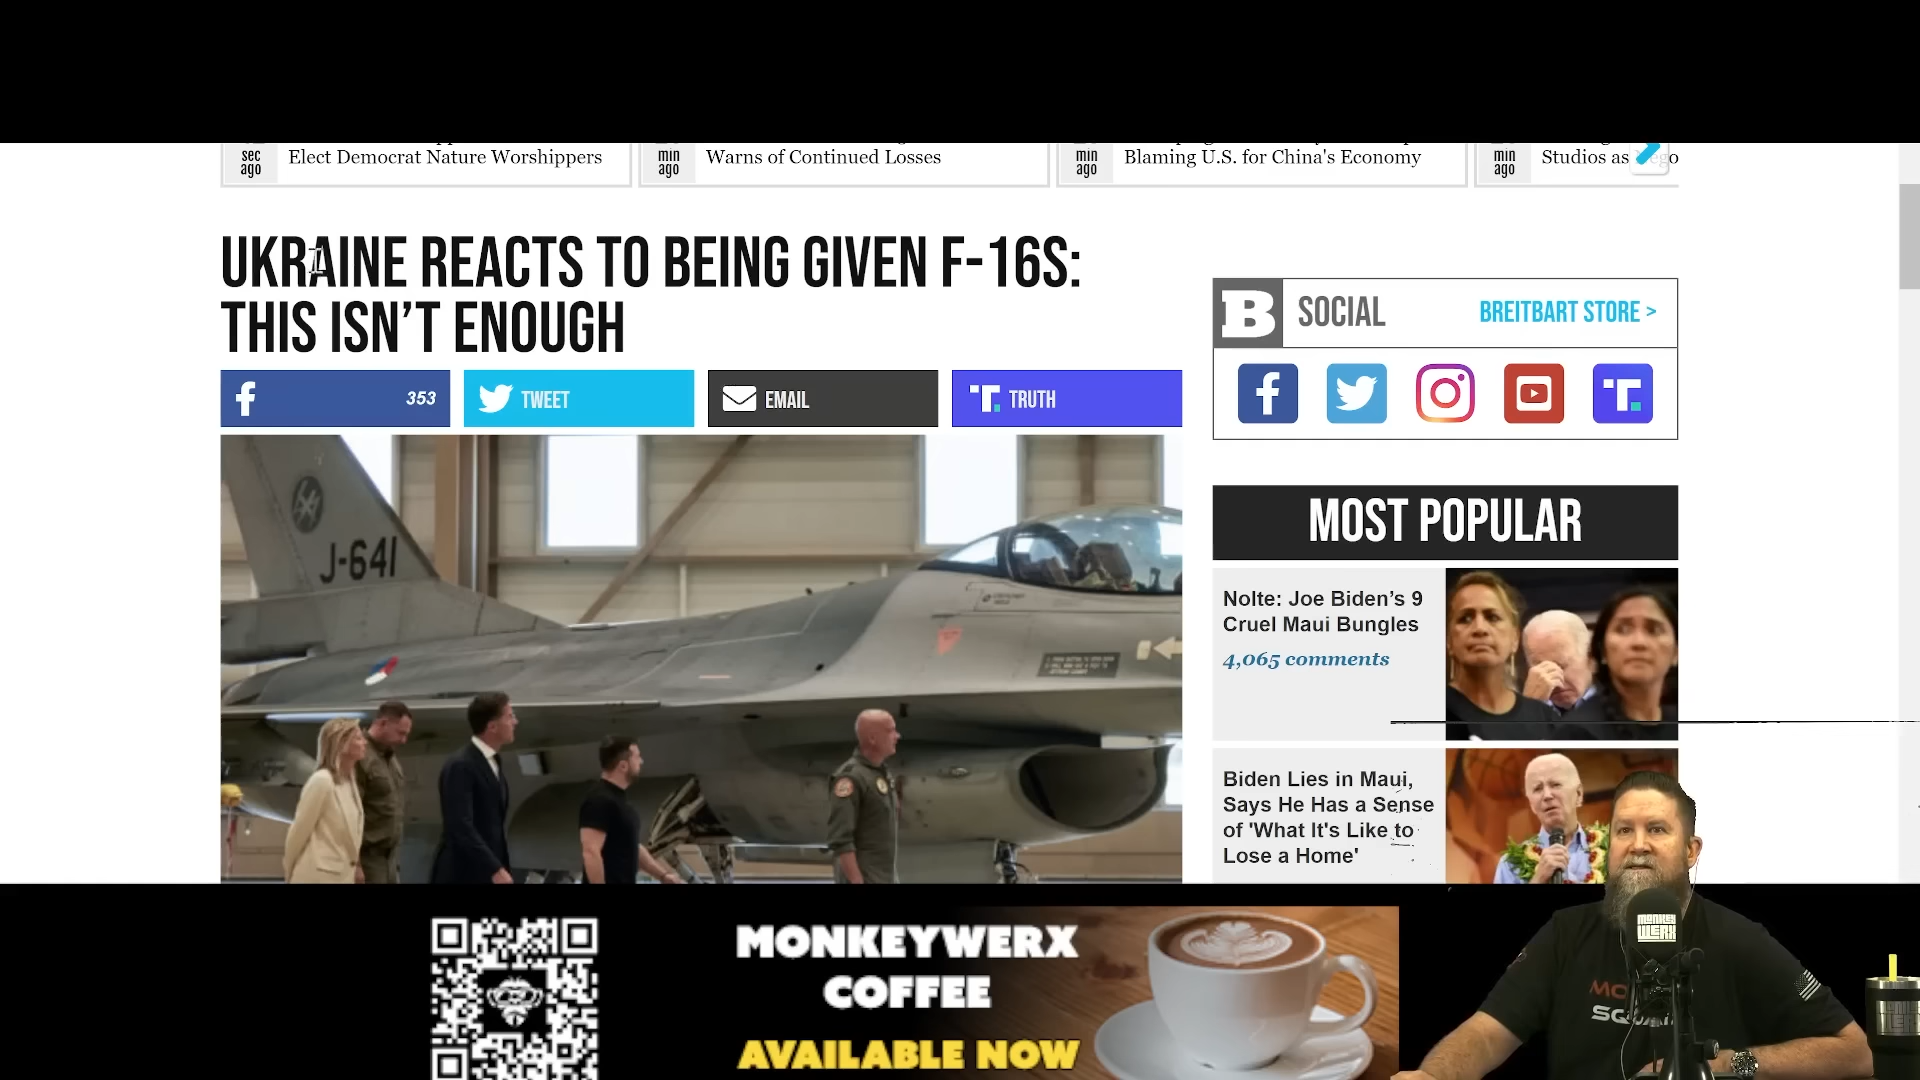 sec
ago
Elect Democrat Nature Worshippers
min
ago
Warns of Continued Losses
min
ago
Blaming U.S. for China's Economy
min
ago
Studios as
UKRAINE REACTS TO BEING GIVEN F-16S:
THIS ISN'T ENOUGH
353
TWEET
EMAIL
TRUTH
B SOCIAL
BREITBART STORE >
MOST POPULAR
Nolte: Joe Biden's 9
Cruel Maui Bungles
4,065 comments
Biden Lies in Maui,
Says He Has a Sense
of 'What It's Like to
Lose a Home'
J-641
MONKEYWERX
COFFEE
AVAILABLE NOW
MONKEY
WERX